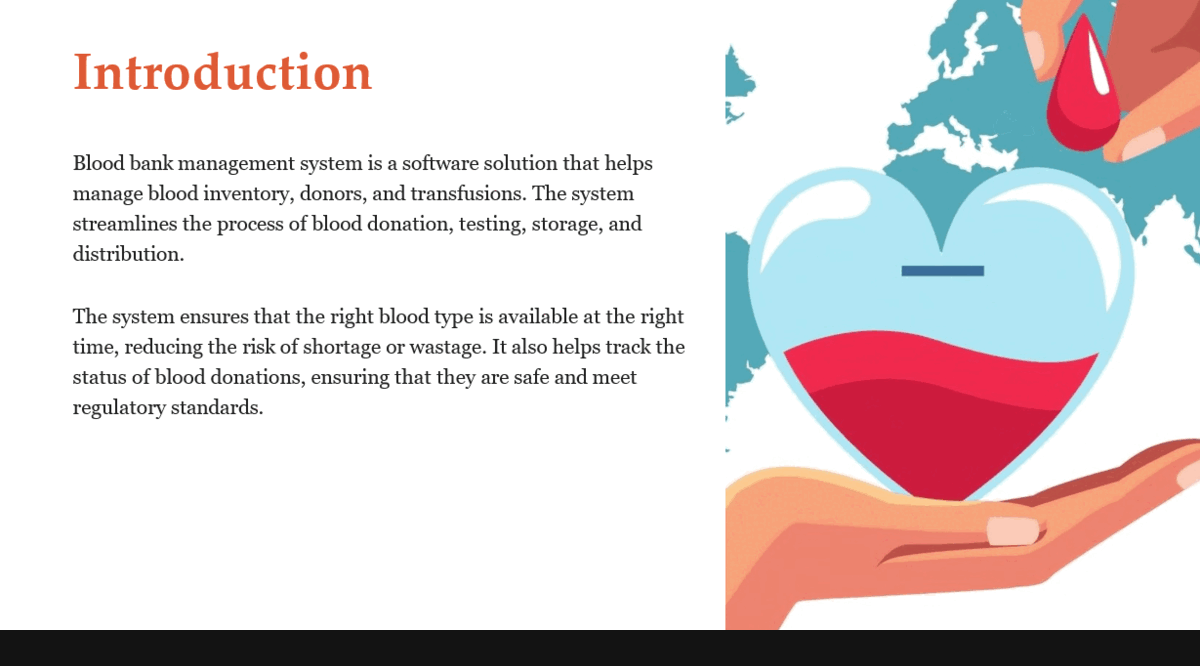 Introduction
Blood bank management system is a software solution that helps
manage blood inventory, donors, and transfusions. The system
streamlines the process of blood donation, testing, storage, and
distribution.
The system ensures that the right blood type is available at the right
time, reducing the risk of shortage or wastage. It also helps track the
status of blood donations, ensuring that they are safe and meet
regulatory standards.